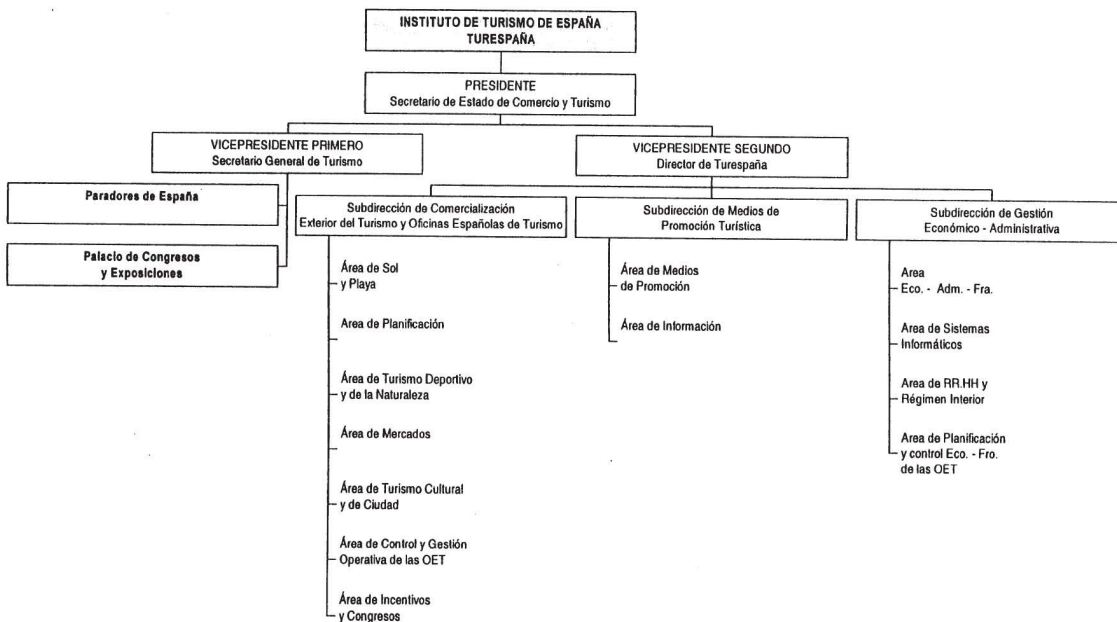 INSTITUTO DE TURISMO DE ESPAÑA
TURESPAÑA
PRESIDENTE
Secretario de Estado de Comercio y Turismo
VICEPRESIDENTE PRIMERO
Secretario General de Turismo
VICEPRESIDENTE SEGUNDO
Director de Turespaña
Paradores de España
Palacio de Congresos
y Exposiciones
Subdirección de Comercialización
Exterior del Turismo y Oficinas Españolas de Turismo
Área de Sol
y Playa
Area de Planificación
Área de Turismo Deportivo
y de la Naturaleza
Área de Mercados
Área de Turismo Cultural
y de Ciudad
Área de Control y Gestión
Operativa de las OET
Área de Incentivos
y Congresos
Subdirección de Medios de
Promoción Turística
Área de Medios
de Promoción
Área de Información
Subdirección de Gestión
Económico - Administrativa
Area
Eco. - Adm. - Fra.
Area de Sistemas
Informáticos
Area de RR.HH y
Régimen Interior
Area de Planificación
y control Eco. - Fro.
de las OET